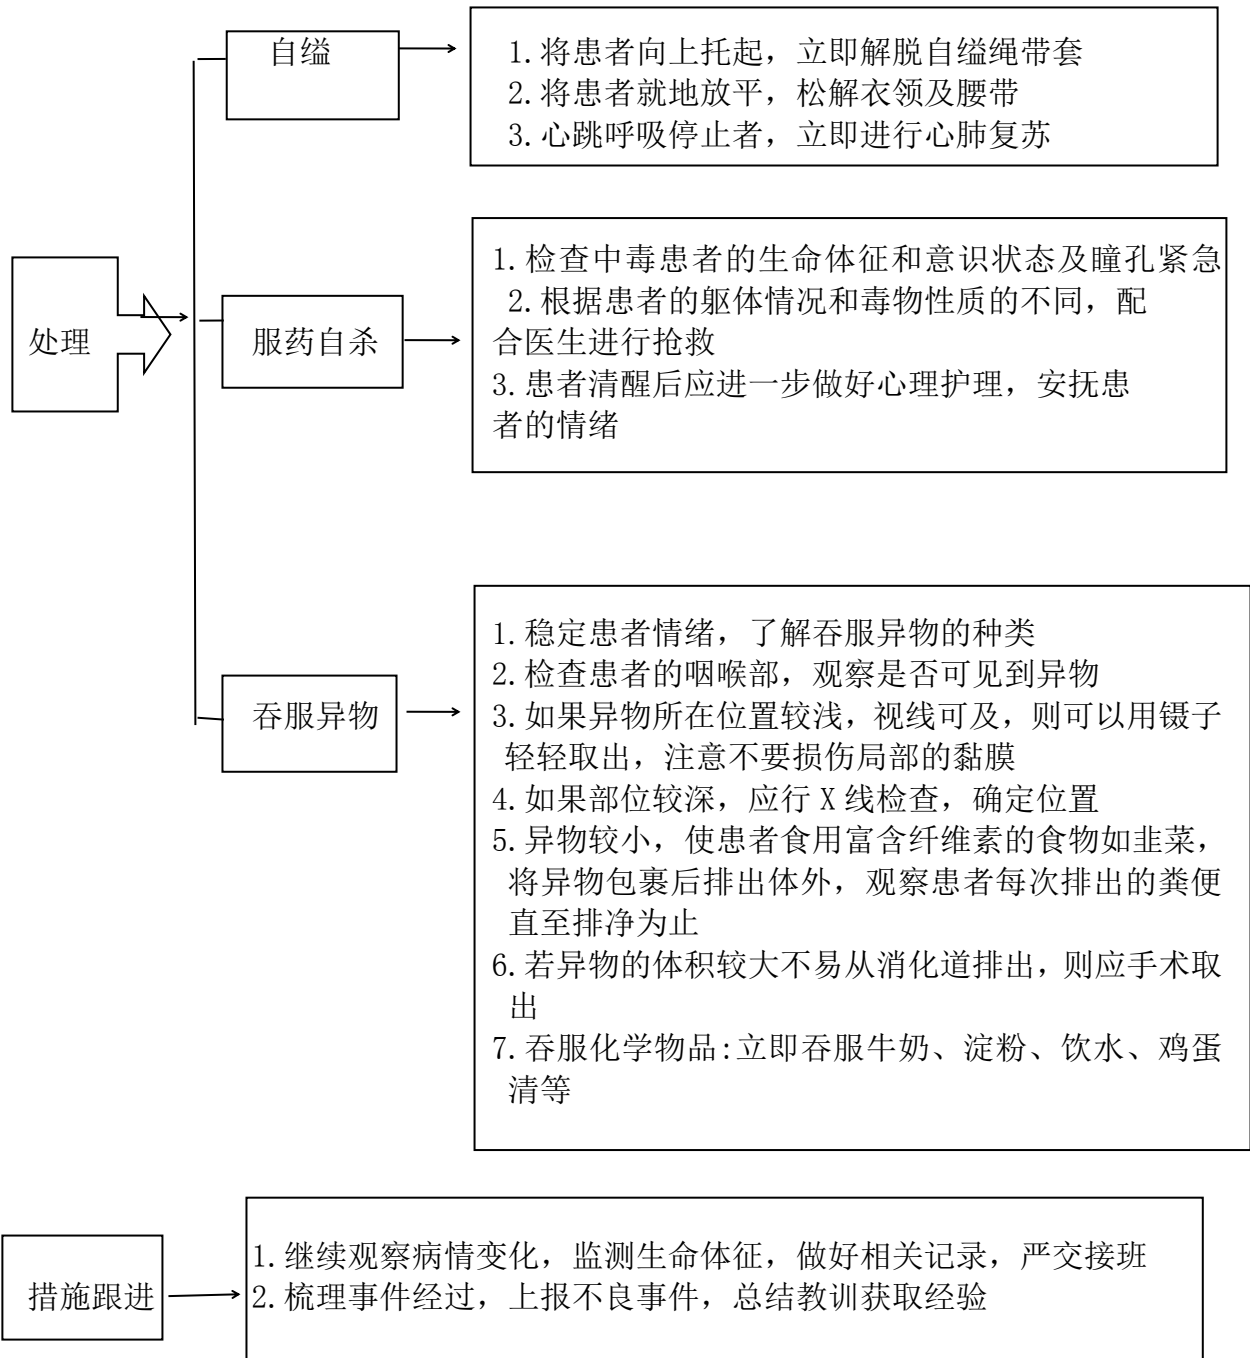 自缢
1.将患者向上托起，立即解脱自缢绳带套
2.将患者就地放平，松解衣领及腰带
3.心跳呼吸停止者，立即进行心肺复苏
处理
服药自杀
1.检查中毒患者的生命体征和意识状态及瞳孔紧急
2.根据患者的躯体情况和毒物性质的不同，配
合医生进行抢救
3.患者清醒后应进一步做好心理护理，安抚患
者的情绪
吞服异物
1.稳定患者情绪，了解吞服异物的种类
2.检查患者的咽喉部，观察是否可见到异物
3.如果异物所在位置较浅，视线可及，则可以用镊子
轻轻取出，注意不要损伤局部的黏膜
4.如果部位较深，应行 X 线检查，确定位置
5.异物较小，使患者食用富含纤维素的食物如韭菜，
将异物包裹后排出体外，观察患者每次排出的粪便
直至排净为止
6.若异物的体积较大不易从消化道排出，则应手术取
出
7.吞服化学物品:立即吞服牛奶、淀粉、饮水、鸡蛋
清等
措施跟进
1.继续观察病情变化，监测生命体征，做好相关记录，严交接班
2.梳理事件经过，上报不良事件，总结教训获取经验